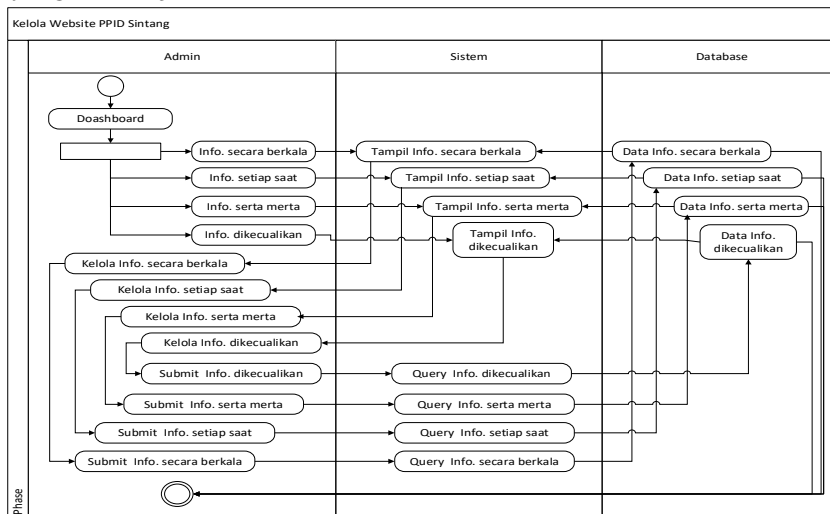 Kelola Website PPID Sintang
Admin
Sistem
Database
Doashboard
Info. secara berkala
Tampil Info. secara berkala
Data Info. secara berkala
Info. setiap saat
Tampil Info. setiap saat
Data Info. setiap saat
Info. serta merta
Tampil Info. serta merta
Data Info. serta merta
Info. dikecualikan
Tampil Info.
dikecualikan
Data Info.
dikecualikan
Kelola Info. secara berkala
Kelola Info. setiap saat
Kelola Info. serta merta
Kelola Info. dikecualikan
Submit Info. dikecualikan
Query Info. dikecualikan
Submit Info. serta merta
Query Info. serta merta
Submit Info. setiap saat
Query Info. setiap saat
Submit Info. secara berkala
Query Info. secara berkala
Phase